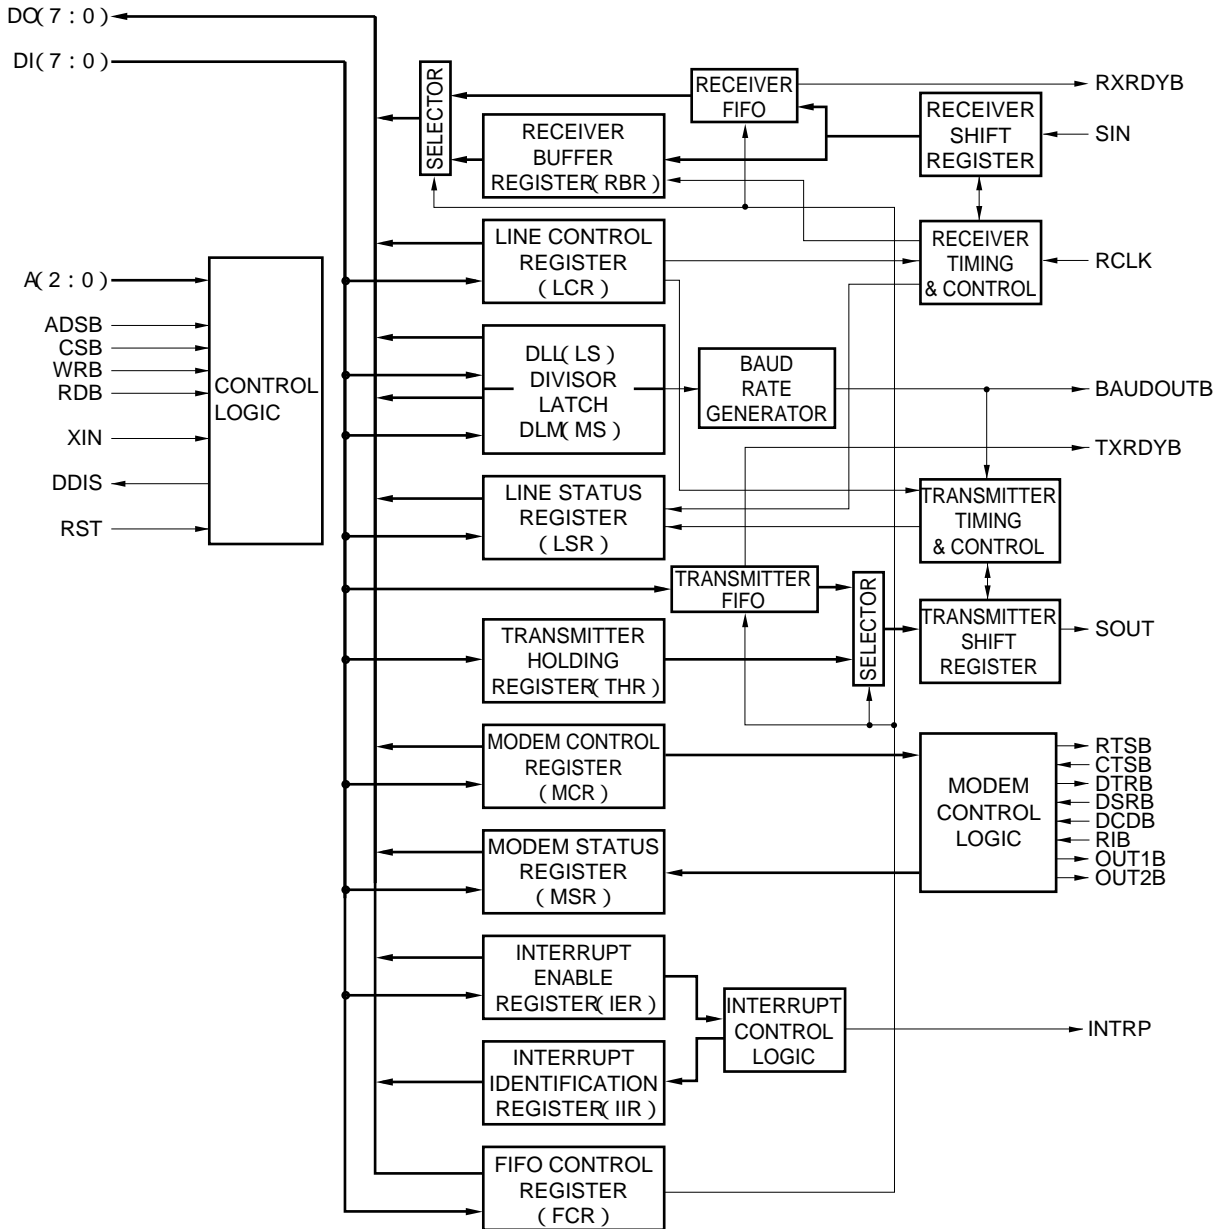 DO(7:0)
DI(7:0)
A(2:0)
ADSB
CSB
WRB
RDB
XIN
DDIS
RST
CONTROL
LOGIC
SELECTOR
RECEIVER
FIFO
RECEIVER
BUFFER
REGISTER(RBR)
RECEIVER
SHIFT
REGISTER
RXRDYB
SIN
LINE CONTROL
REGISTER
(LCR)
RECEIVER
TIMING
& CONTROL
RCLK
DLL(LS)
DIVISOR
LATCH
DLM(MS)
BAUD
RATE
GENERATOR
BAUDOUTB
TXRDYB
LINE STATUS
REGISTER
(LSR)
TRANSMITTER
TIMING
& CONTROL
TRANSMITTER
FIFO
SELECTOR
TRANSMITTER
HOLDING
REGISTER(THR)
TRANSMITTER
SHIFT
REGISTER
SOUT
MODEM CONTROL
REGISTER
(MCR)
MODEM
CONTROL
LOGIC
RTSB
CTSB
DTRB
DSRB
DCDB
RIB
OUT1B
OUT2B
MODEM STATUS
REGISTER
(MSR)
INTERRUPT
ENABLE
REGISTER(IER)
INTERRUPT
CONTROL
LOGIC
INTRP
INTERRUPT
IDENTIFICATION
REGISTER(IIR)
FIFO CONTROL
REGISTER
(FCR)